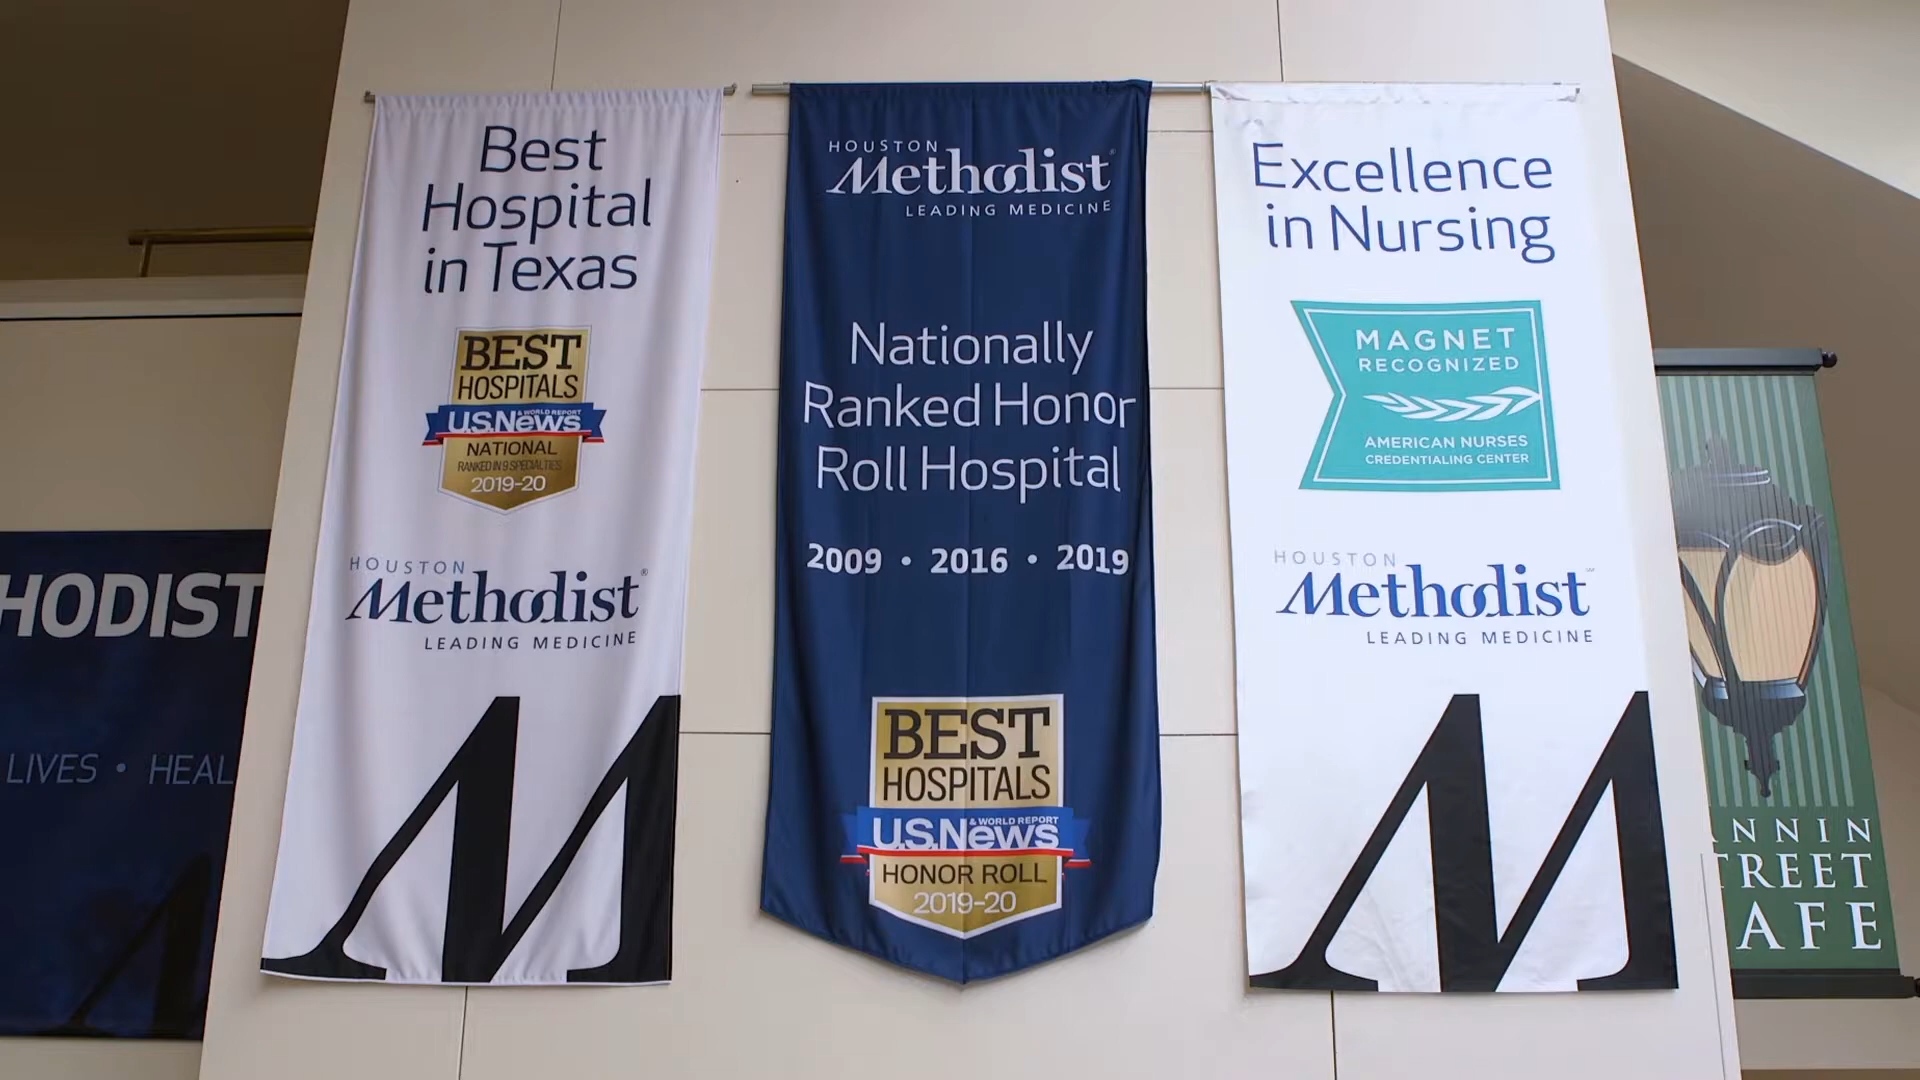 Best
Hospital
in Texas
BEST
HOSPITALS
U.S.News & WORLD REPORT
NATIONAL
RANKED IN 9 SPECIALTIES
2019-20
HOUSTON
Methodist®
LEADING MEDICINE
M
HOUSTON
Methodist®
LEADING MEDICINE
Nationally
Ranked Honor
Roll Hospital
2009 • 2016 • 2019
BEST
HOSPITALS
U.S.News & WORLD REPORT
HONOR ROLL
2019-20
Excellence
in Nursing
MAGNET
RECOGNIZED
AMERICAN NURSES
CREDENTIALING CENTER
HOUSTON
Methodist
LEADING MEDICINE
M
HODIST
LIVES • HEAL
NNIN
TREET
AFE